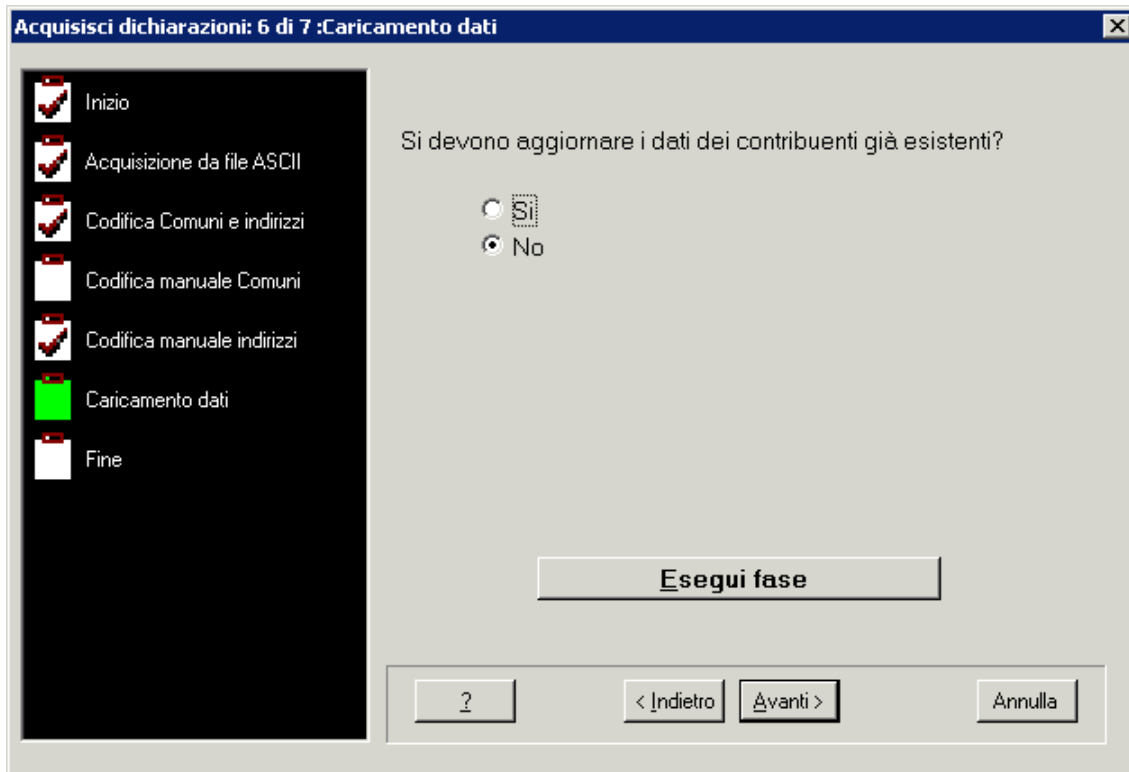 Acquisisci dichiarazioni: 6 di 7 :Caricamento dati
Inizio
Acquisizione da file ASCII
Codifica Comuni e indirizzi
Codifica manuale Comuni
Codifica manuale indirizzi
Caricamento dati
Fine
Si devono aggiornare i dati dei contribuenti già esistenti?
Si
No
Esegui fase
?
< Indietro
Avanti >
Annulla